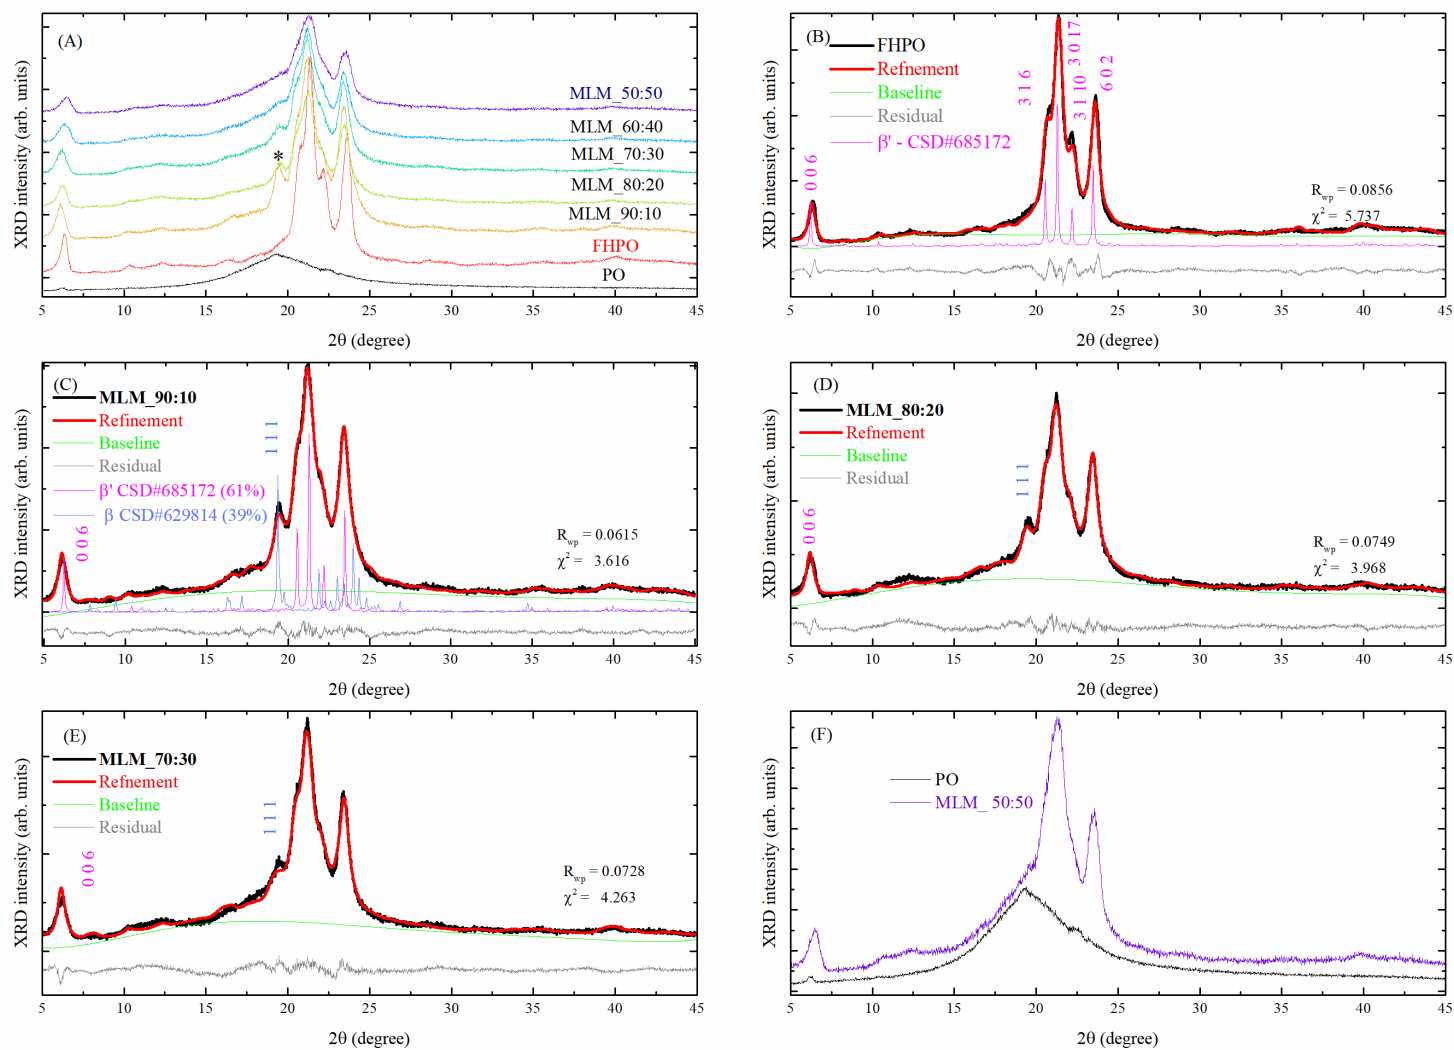 (A)
MLM_50:50
MLM_60:40
MLM_70:30
*
MLM_80:20
MLM_90:10
FHPO
PO
XRD intensity (arb. units)
5 10 15 20 25 30 35 40 45
2θ (degree)
(B)
FHPO
Refnement
Baseline
Residual
β' - CSD#685172
0 0 6
3 1 6
3 1 10
3 0 17
6 0 2
R_wp = 0.0856
χ² = 5.737
XRD intensity (arb. units)
5 10 15 20 25 30 35 40 45
2θ (degree)
(C)
MLM_90:10
Refinement
Baseline
Residual
β' CSD#685172 (61%)
β CSD#629814 (39%)
0 0 6
1 1 1
R_wp = 0.0615
χ² = 3.616
XRD intensity (arb. units)
5 10 15 20 25 30 35 40 45
2θ (degree)
(D)
MLM_80:20
Refnement
Baseline
Residual
0 0 6
1 1 1
R_wp = 0.0749
χ² = 3.968
XRD intensity (arb. units)
5 10 15 20 25 30 35 40 45
2θ (degree)
(E)
MLM_70:30
Refnement
Baseline
Residual
0 0 6
1 1 1
R_wp = 0.0728
χ² = 4.263
XRD intensity (arb. units)
5 10 15 20 25 30 35 40 45
2θ (degree)
(F)
PO
MLM_ 50:50
XRD intensity (arb. units)
5 10 15 20 25 30 35 40 45
2θ (degree)